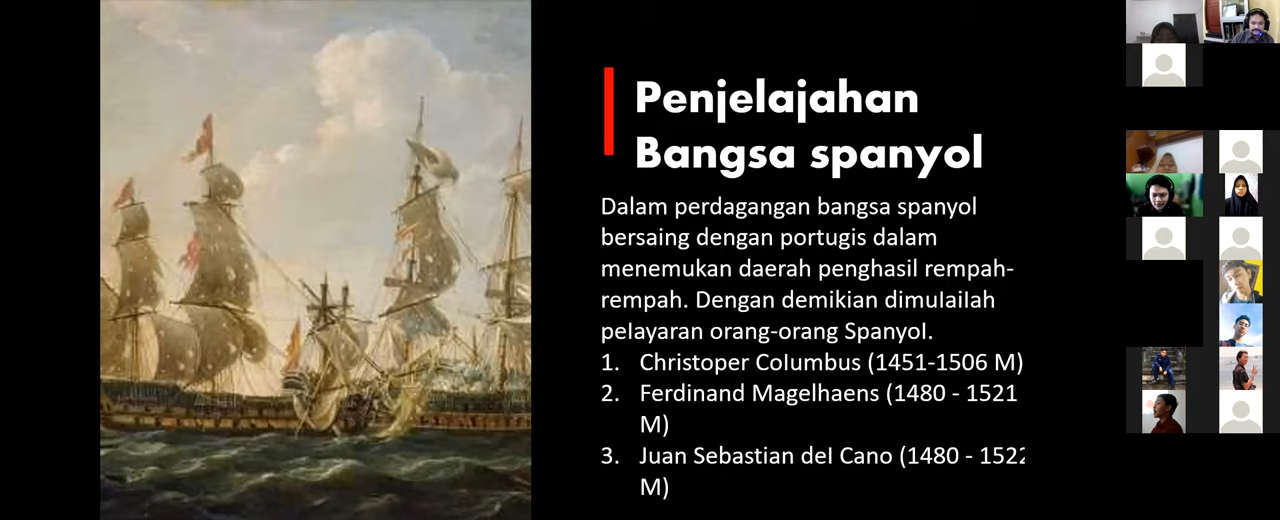 Penjelajahan
Bangsa spanyol
Dalam perdagangan bangsa spanyol
bersaing dengan portugis dalam
menemukan daerah penghasil rempah-
rempah. Dengan demikian dimulailah
pelayaran orang-orang Spanyol.
1. Christoper Columbus (1451-1506 M)
2. Ferdinand Magelhaens (1480 - 1521
M)
3. Juan Sebastian del Cano (1480 - 1522
M)